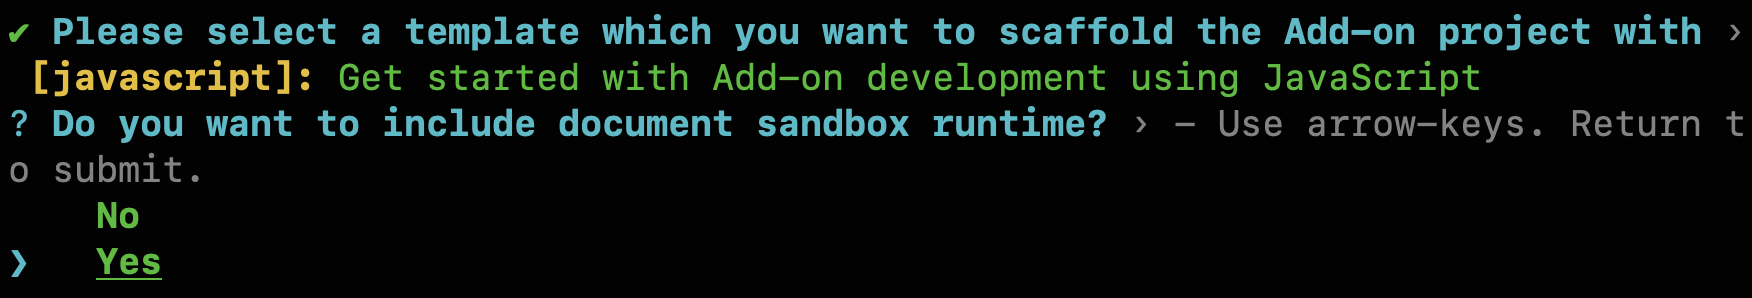 ✔ Please select a template which you want to scaffold the Add-on project with ›
[javascript]: Get started with Add-on development using JavaScript
? Do you want to include document sandbox runtime? › - Use arrow-keys. Return t
o submit.
No
❯ Yes